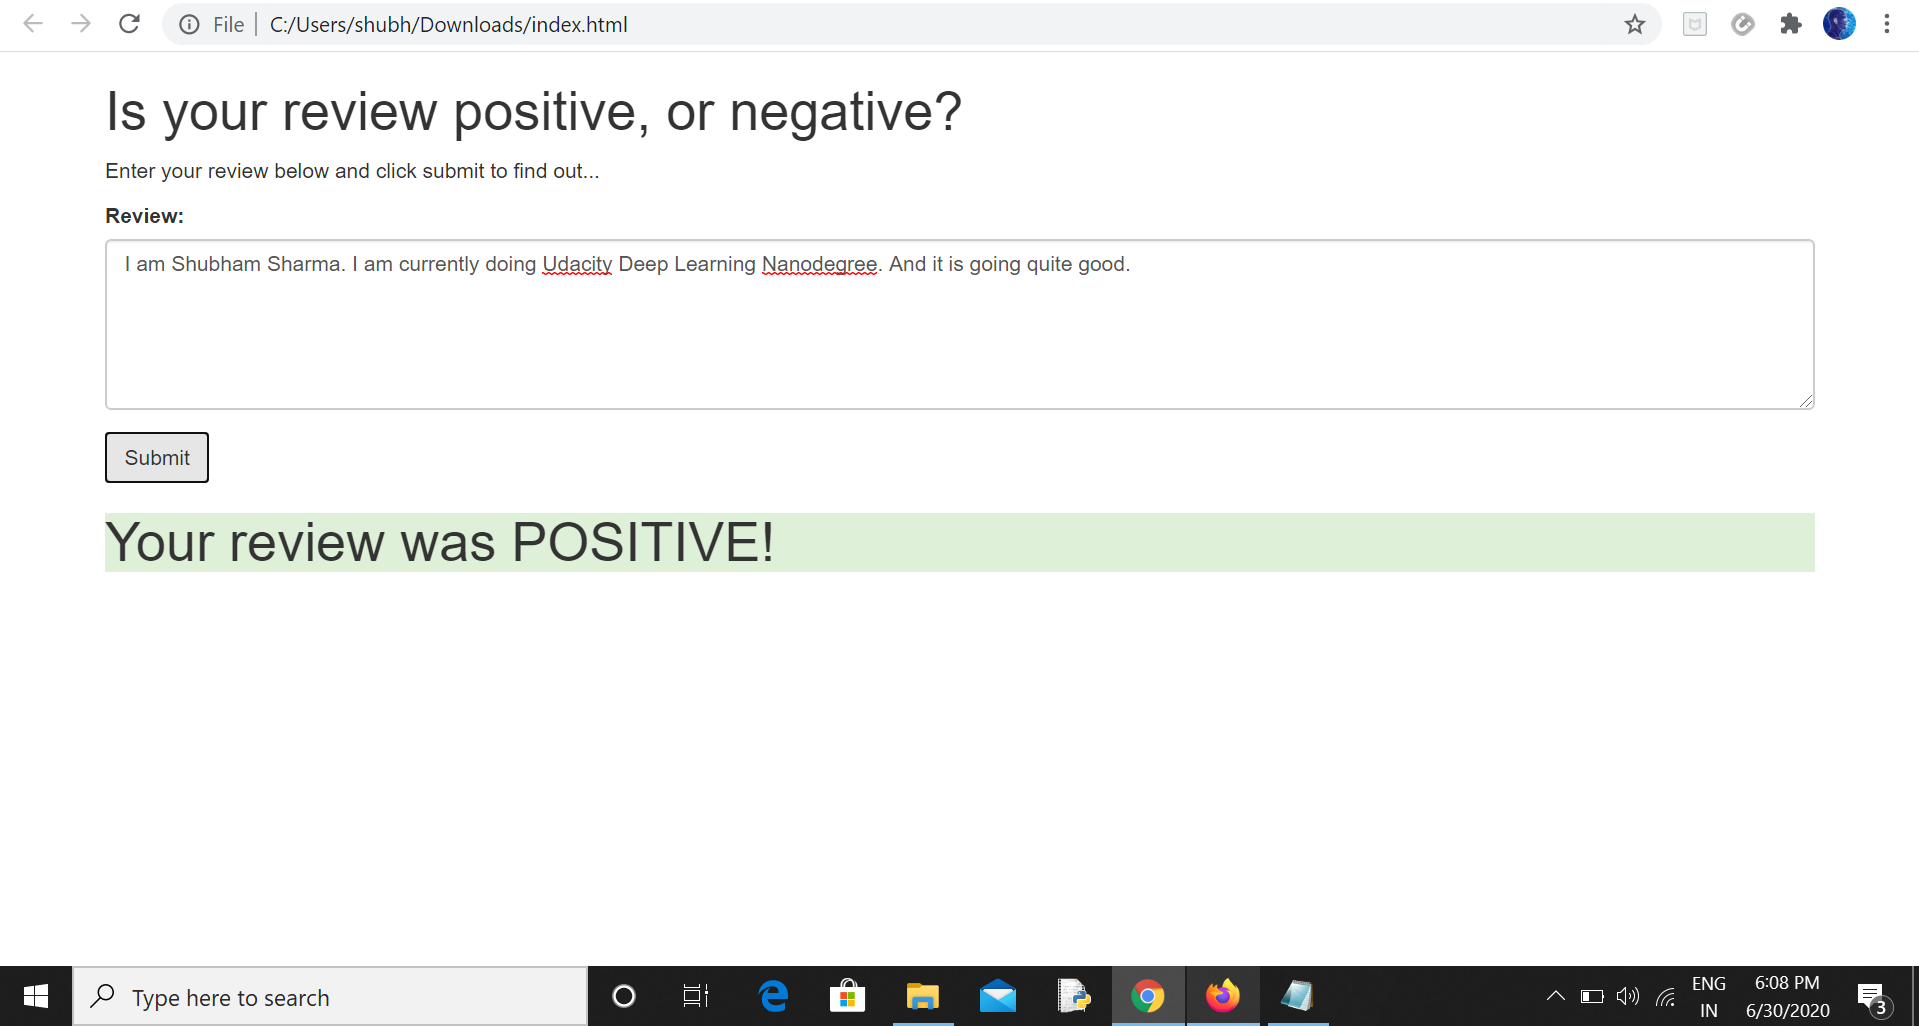 File | C:/Users/shubh/Downloads/index.html
Is your review positive, or negative?
Enter your review below and click submit to find out...
Review:
I am Shubham Sharma. I am currently doing Udacity Deep Learning Nanodegree. And it is going quite good.
Submit
Your review was POSITIVE!
Type here to search
ENG
IN
6:08 PM
6/30/2020
3